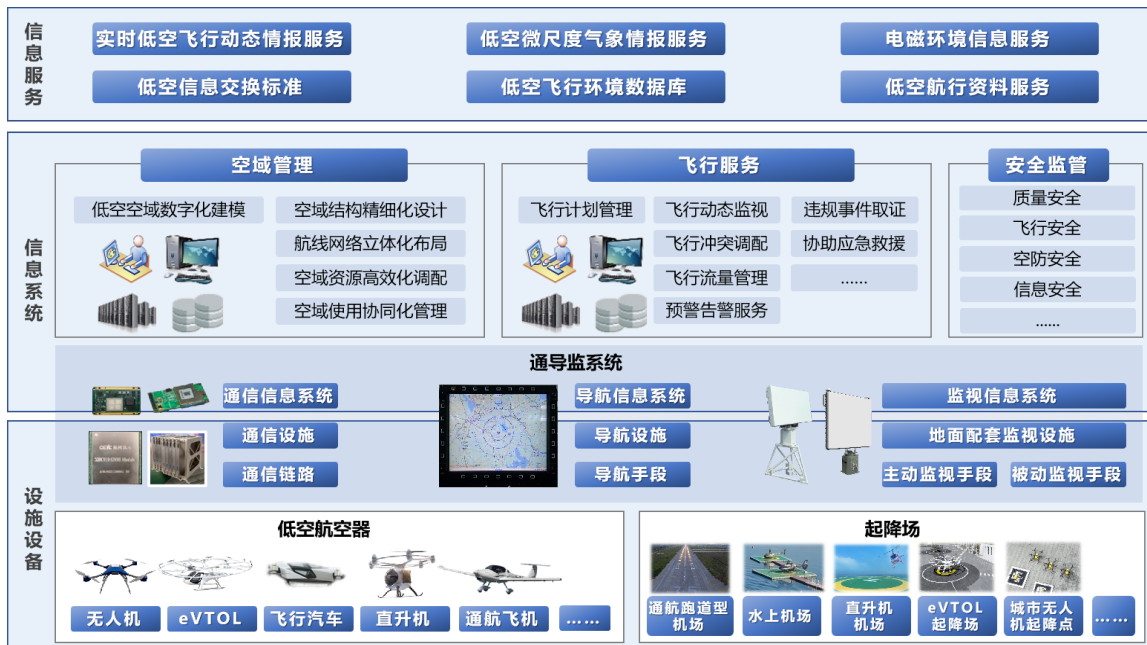 信息服务
实时低空飞行动态情报服务
低空微尺度气象情报服务
电磁环境信息服务
低空信息交换标准
低空飞行环境数据库
低空航行资料服务
信息系统
空域管理
低空空域数字化建模
空域结构精细化设计
航线网络立体化布局
空域资源高效化调配
空域使用协同化管理
飞行服务
飞行计划管理
飞行动态监视
违规事件取证
飞行冲突调配
协助应急救援
飞行流量管理
……
预警告警服务
安全监管
质量安全
飞行安全
空防安全
信息安全
……
通导监系统
通信信息系统
导航信息系统
监视信息系统
设施设备
通信设施
导航设施
地面配套监视设施
通信链路
导航手段
主动监视手段
被动监视手段
低空航空器
无人机
eVTOL
飞行汽车
直升机
通航飞机
……
起降场
通航跑道型
机场
水上机场
直升机
机场
eVTOL
起降场
城市无人
机起降点
……